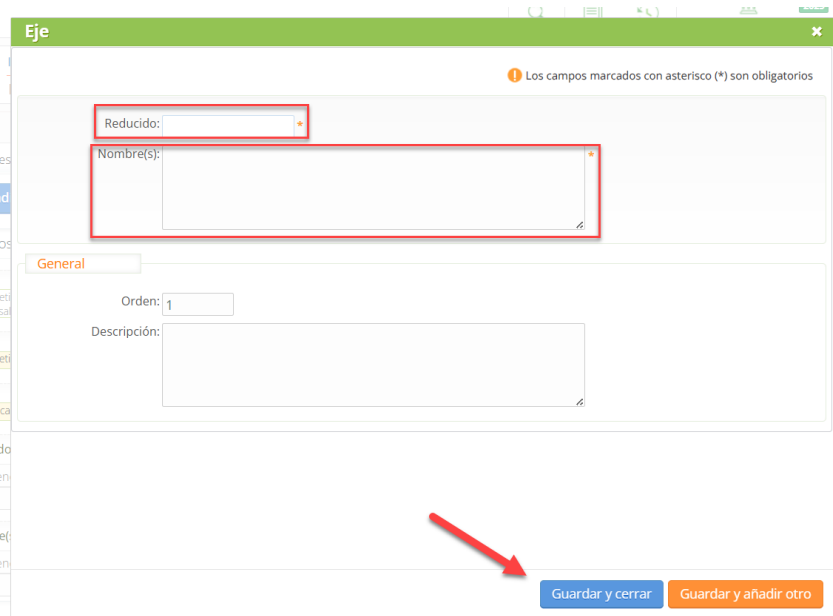 Eje
Los campos marcados con asterisco (*) son obligatorios
Reducido: *
Nombre(s): *
General
Orden: 1
Descripción:
Guardar y cerrar
Guardar y añadir otro